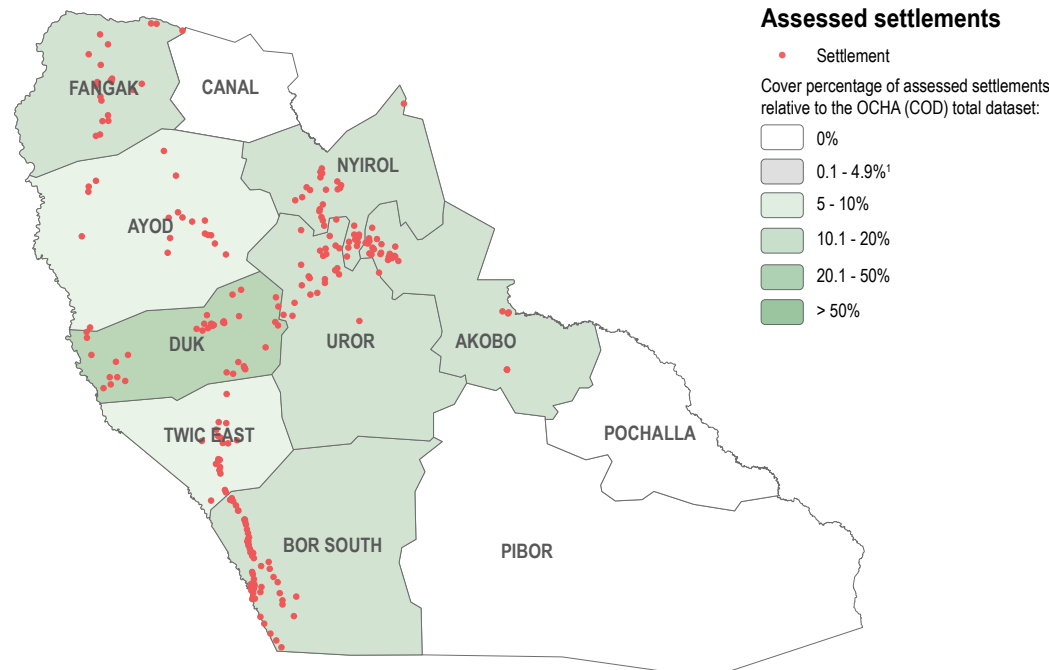 Assessed settlements
Settlement
Cover percentage of assessed settlements
relative to the OCHA (COD) total dataset:
0%
0.1 - 4.9%¹
5 - 10%
10.1 - 20%
20.1 - 50%
> 50%
FANGAK
CANAL
NYIROL
AYOD
DUK
UROR
AKOBO
TWIC EAST
POCHALLA
BOR SOUTH
PIBOR